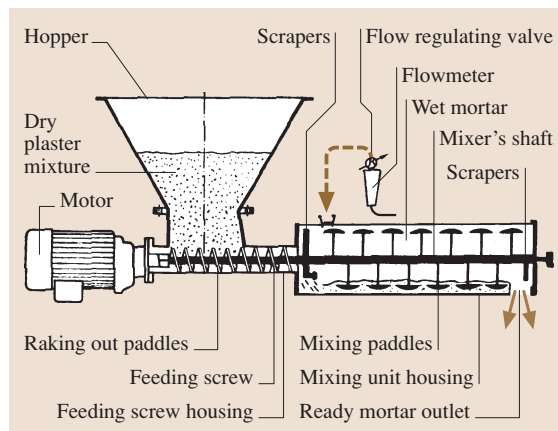 Hopper
Scrapers
Flow regulating valve
Flowmeter
Wet mortar
Mixer's shaft
Scrapers
Dry
plaster
mixture
Motor
Raking out paddles
Feeding screw
Feeding screw housing
Mixing paddles
Mixing unit housing
Ready mortar outlet